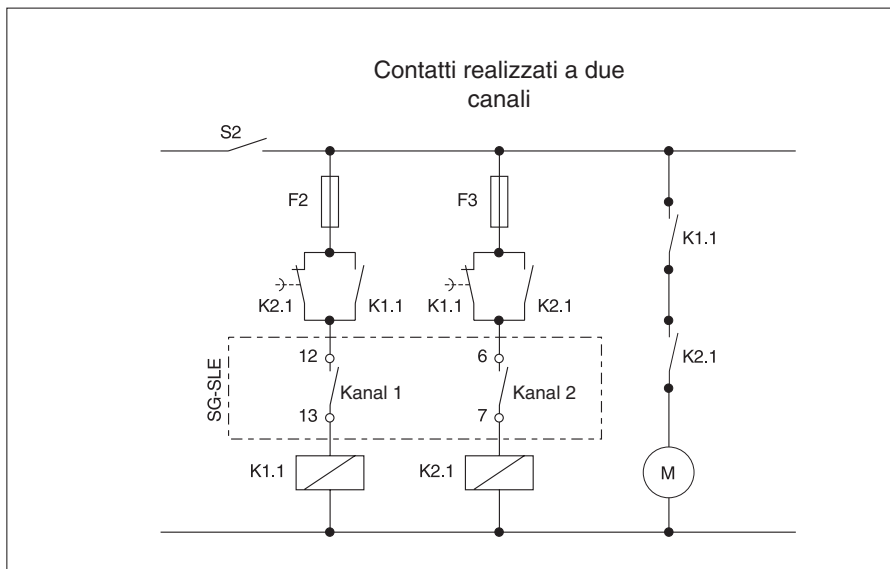 Contatti realizzati a due
canali
S2
F2
F3
K1.1
K2.1
K1.1
K1.1
K2.1
K2.1
12
6
SG-SLE
Kanal 1
Kanal 2
13
7
K1.1
K2.1
M